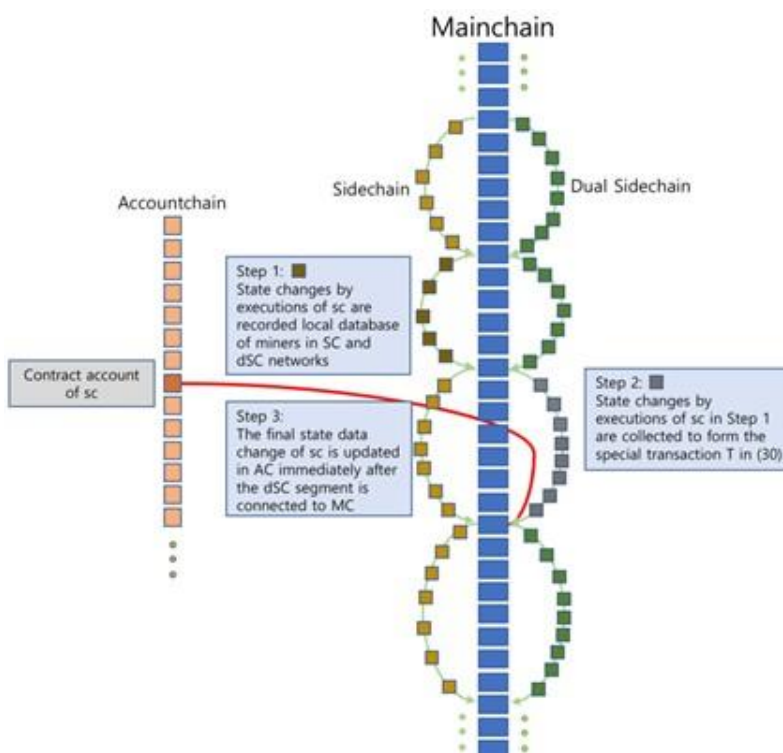 Mainchain
Sidechain
Dual Sidechain
Accountchain
Step 1:
State changes by
executions of sc are
recorded local database
of miners in SC and
dSC networks
Contract account
of sc
Step 2:
State changes by
executions of sc in Step 1
are collected to form the
special transaction T in (30)
Step 3:
The final state data
change of sc is updated
in AC immediately after
the dSC segment is
connected to MC